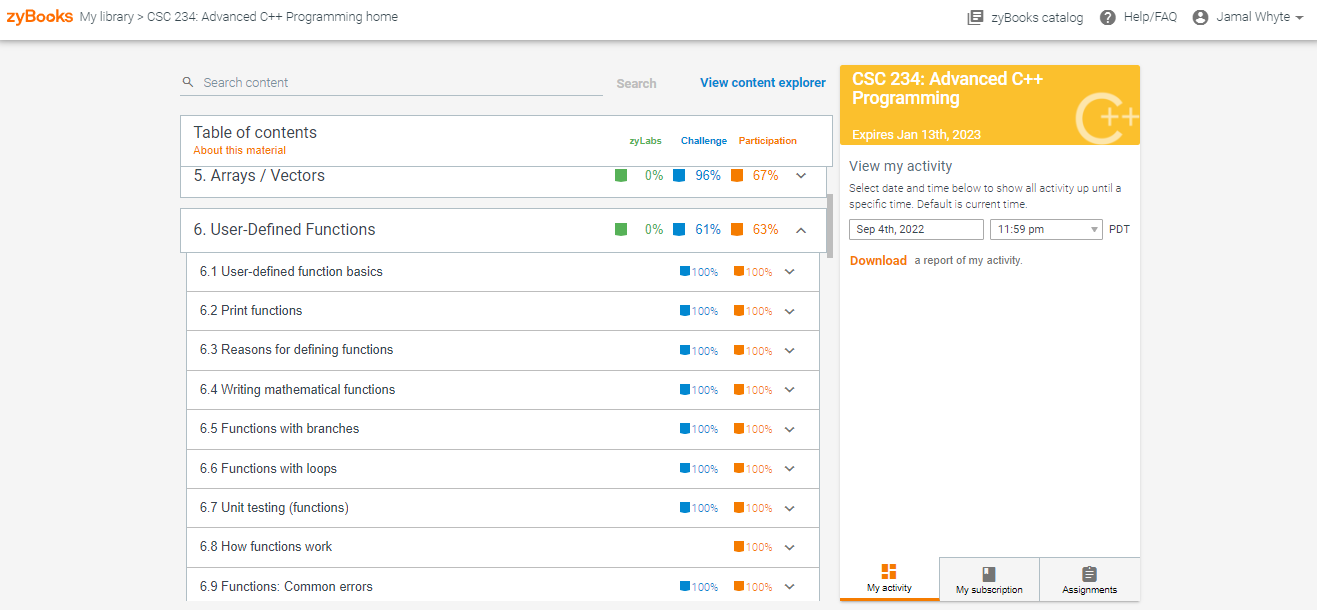 zyBooks My library > CSC 234: Advanced C++ Programming home
zyBooks catalog
Help/FAQ
Jamal Whyte
Search content
Search
View content explorer
Table of contents
About this material
zyLabs Challenge Participation
5. Arrays / Vectors 0% 96% 67%
6. User-Defined Functions 0% 61% 63%
6.1 User-defined function basics 100% 100%
6.2 Print functions 100% 100%
6.3 Reasons for defining functions 100% 100%
6.4 Writing mathematical functions 100% 100%
6.5 Functions with branches 100% 100%
6.6 Functions with loops 100% 100%
6.7 Unit testing (functions) 100% 100%
6.8 How functions work 100%
6.9 Functions: Common errors 100% 100%
CSC 234: Advanced C++
Programming
C++
Expires Jan 13th, 2023
View my activity
Select date and time below to show all activity up until a
specific time. Default is current time.
Sep 4th, 2022 11:59 pm PDT
Download a report of my activity.
My activity My subscription Assignments